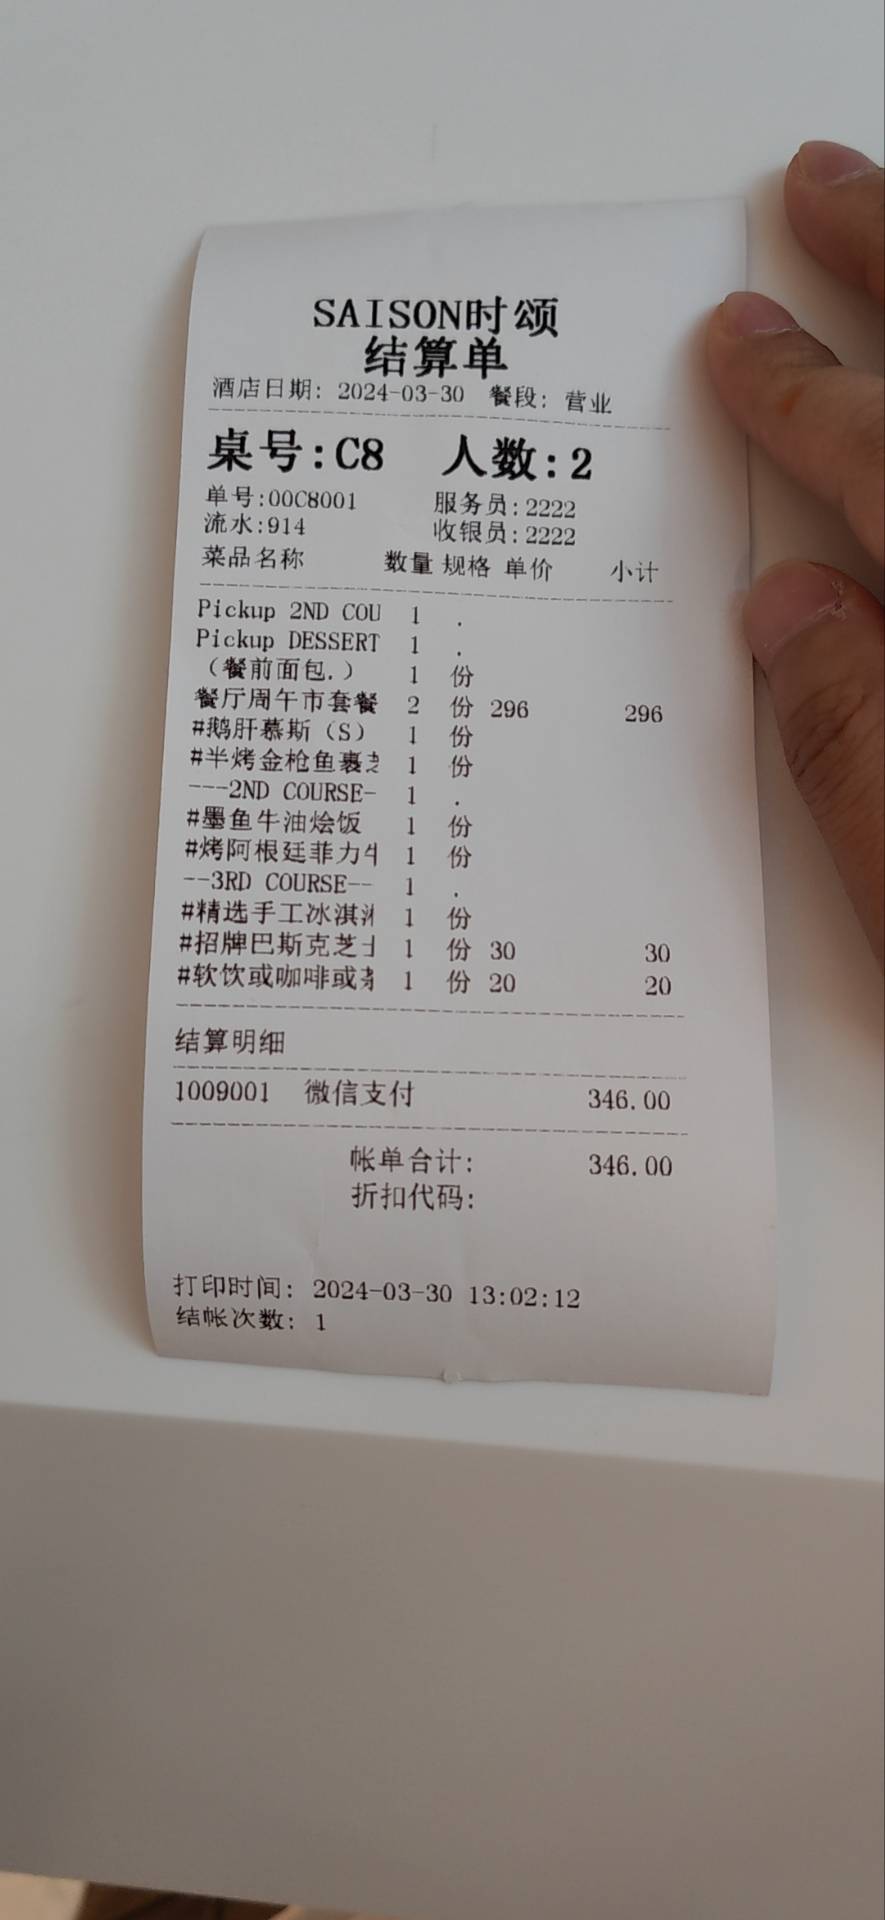 SAISON时颂
结算单
酒店日期: 2024-03-30 餐段: 营业
桌号:C8 人数:2
单号:00C8001 服务员:2222
流水:914 收银员:2222
菜品名称 数量 规格 单价 小计
Pickup 2ND COU 1 .
Pickup DESSERT 1 .
（餐前面包.） 1 份
餐厅周午市套餐 2 份 296 296
#鹅肝慕斯（S） 1 份
#半烤金枪鱼裹 1 份
---2ND COURSE- 1 .
#墨鱼牛油烩饭 1 份
#烤阿根廷菲力牛 1 份
--3RD COURSE-- 1 .
#精选手工冰淇淋 1 份
#招牌巴斯克芝士 1 份 30 30
#软饮或咖啡或茶 1 份 20 20
结算明细
1009001 微信支付 346.00
帐单合计: 346.00
折扣代码:
打印时间: 2024-03-30 13:02:12
结帐次数: 1